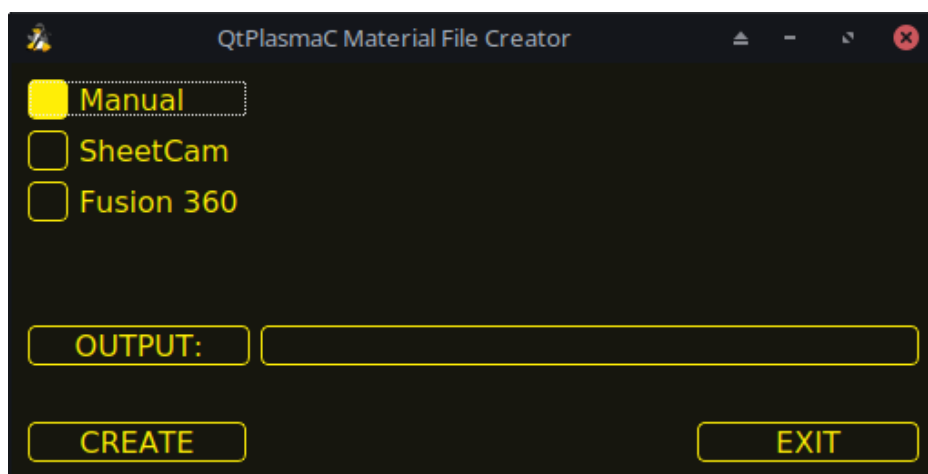 QtPlasmaC Material File Creator
Manual
SheetCam
Fusion 360
OUTPUT:
CREATE
EXIT